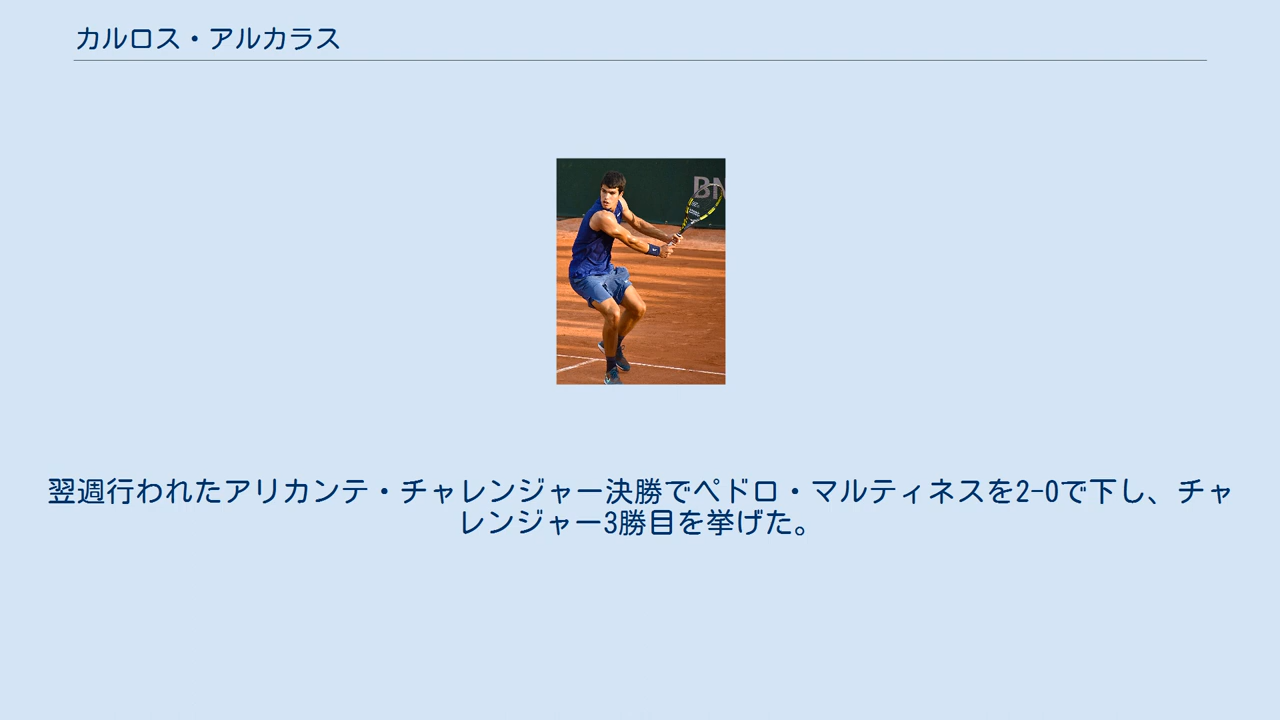 カルロス・アルカラス
BN
翌週行われたアリカンテ・チャレンジャー決勝でペドロ・マルティネスを2-0で下し、チャ
レンジャー3勝目を挙げた。